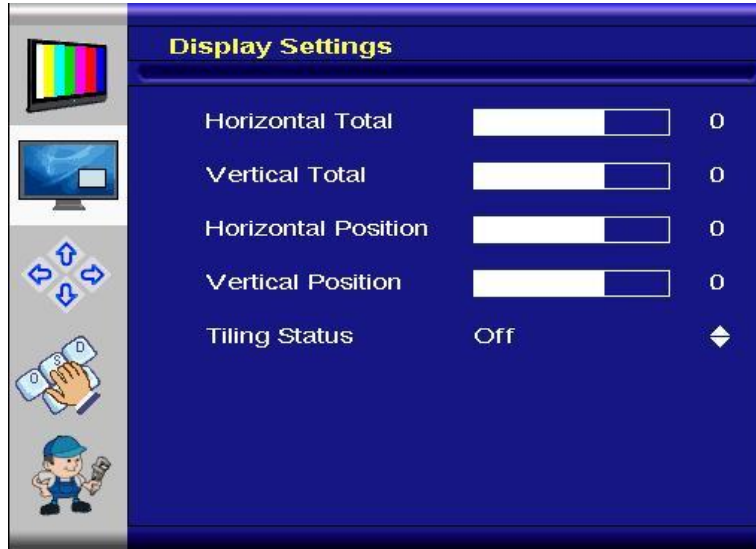 Display Settings
Horizontal Total 0
Vertical Total 0
Horizontal Position 0
Vertical Position 0
Tiling Status Off
O S D